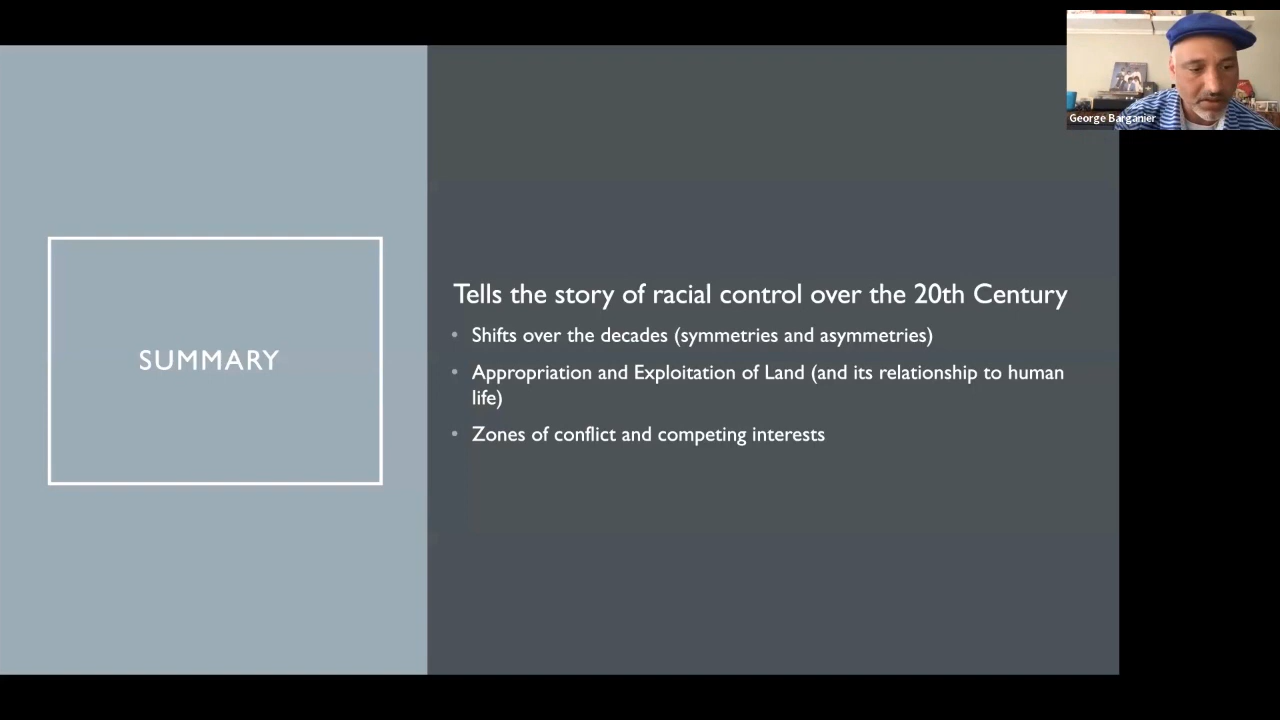 George Barganier
SUMMARY
Tells the story of racial control over the 20th Century
• Shifts over the decades (symmetries and asymmetries)
• Appropriation and Exploitation of Land (and its relationship to human
life)
• Zones of conflict and competing interests